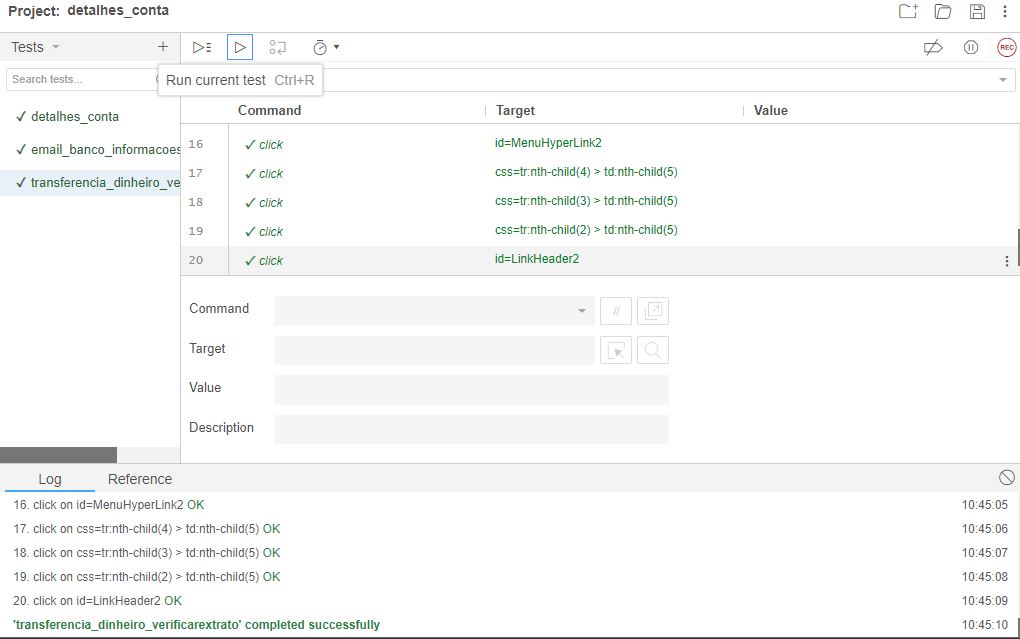 Project: detalhes_conta
Tests
REC
Search tests...
Run current test Ctrl+R
Command Target Value
✓ detalhes_conta
✓ email_banco_informacoes
✓ transferencia_dinheiro_ve
16 ✓ click id=MenuHyperLink2
17 ✓ click css=tr:nth-child(4) > td:nth-child(5)
18 ✓ click css=tr:nth-child(3) > td:nth-child(5)
19 ✓ click css=tr:nth-child(2) > td:nth-child(5)
20 ✓ click id=LinkHeader2
Command //
Target
Value
Description
Log Reference
16. click on id=MenuHyperLink2 OK 10:45:05
17. click on css=tr:nth-child(4) > td:nth-child(5) OK 10:45:06
18. click on css=tr:nth-child(3) > td:nth-child(5) OK 10:45:07
19. click on css=tr:nth-child(2) > td:nth-child(5) OK 10:45:08
20. click on id=LinkHeader2 OK 10:45:09
'transferencia_dinheiro_verificarextrato' completed successfully 10:45:10